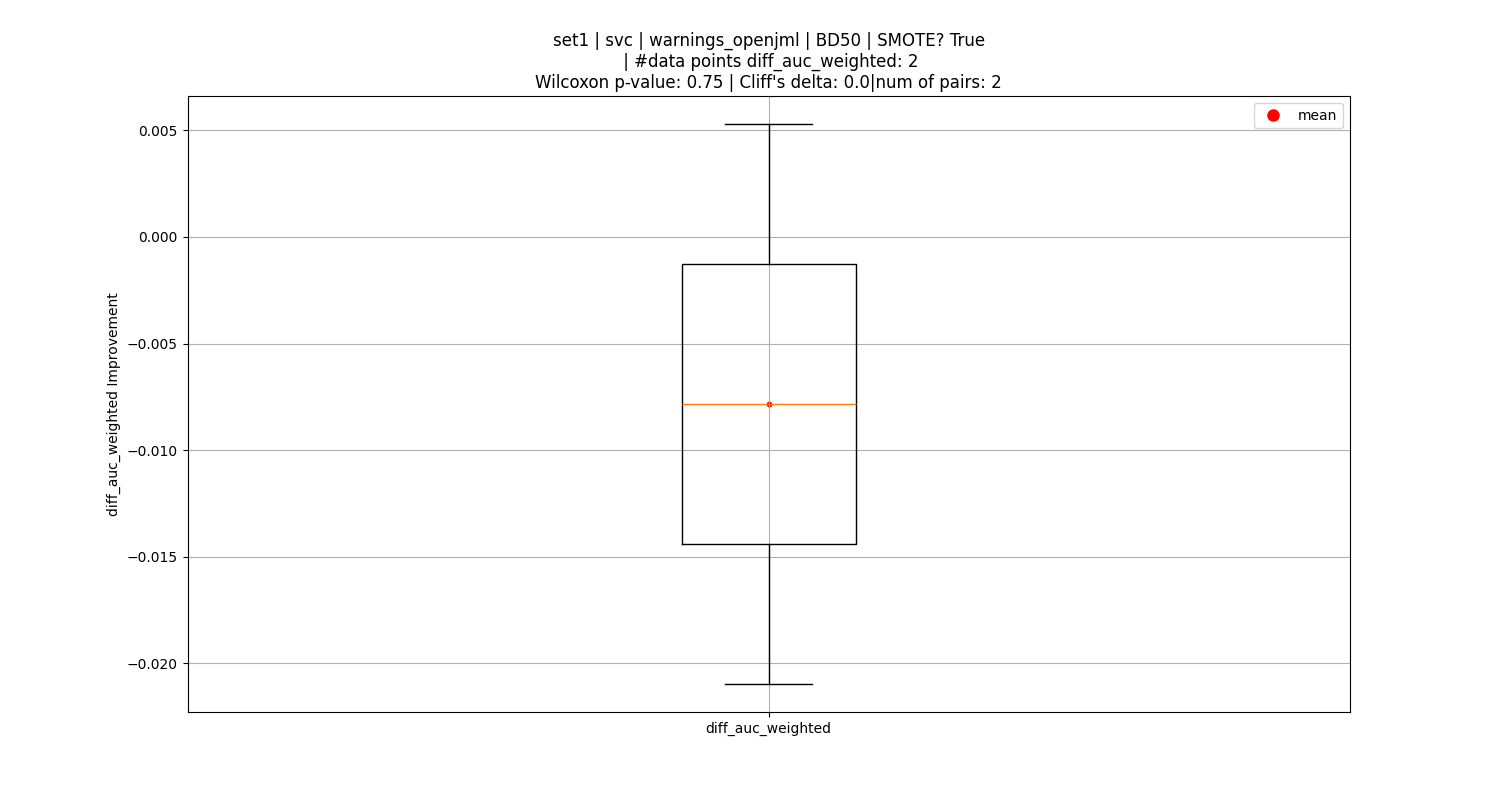 set1 | svc | warnings_openjml | BD50 | SMOTE? True
| #data points diff_auc_weighted: 2
Wilcoxon p-value: 0.75 | Cliff's delta: 0.0|num of pairs: 2
mean
0.005
0.000
−0.005
−0.010
−0.015
−0.020
diff_auc_weighted Improvement
diff_auc_weighted